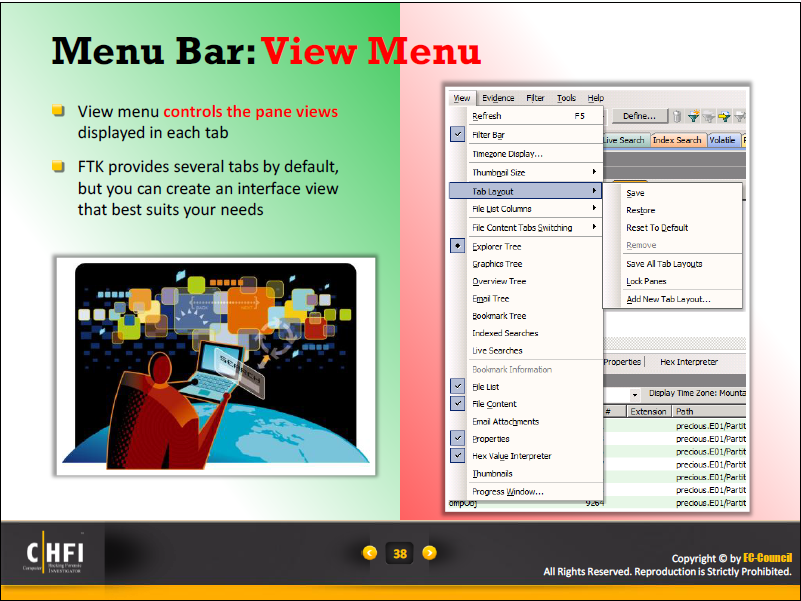 Menu Bar: View Menu
View menu controls the pane views
displayed in each tab
FTK provides several tabs by default,
but you can create an interface view
that best suits your needs
SEARCH
View Evidence Filter Tools Help
Refresh F5
Define...
Filter Bar
Live Search Index Search Volatile
Timezone Display...
Thumbnail Size
Tab Layout
Save
File List Columns
Restore
File Content Tabs Switching
Reset To Default
Explorer Tree
Remove
Graphics Tree
Save All Tab Layouts
Overview Tree
Lock Panes
Email Tree
Add New Tab Layout...
Bookmark Tree
Indexed Searches
Live Searches
Properties Hex Interpreter
Bookmark Information
File List
Display Time Zone: Mounta
File Content
# Extension Path
Email Attachments
precious.E01/Partit
Properties
precious.E01/Partit
Hex Value Interpreter
precious.E01/Partit
Thumbnails
precious.E01/Partit
Progress Window...
precious.E01/Partit
precious.E01/Partit
ompObj 9264 precious.E01/Partit
CHFI
Computer Hacking Forensic
INVESTIGATOR
38
Copyright © by EC-Council
All Rights Reserved. Reproduction is Strictly Prohibited.